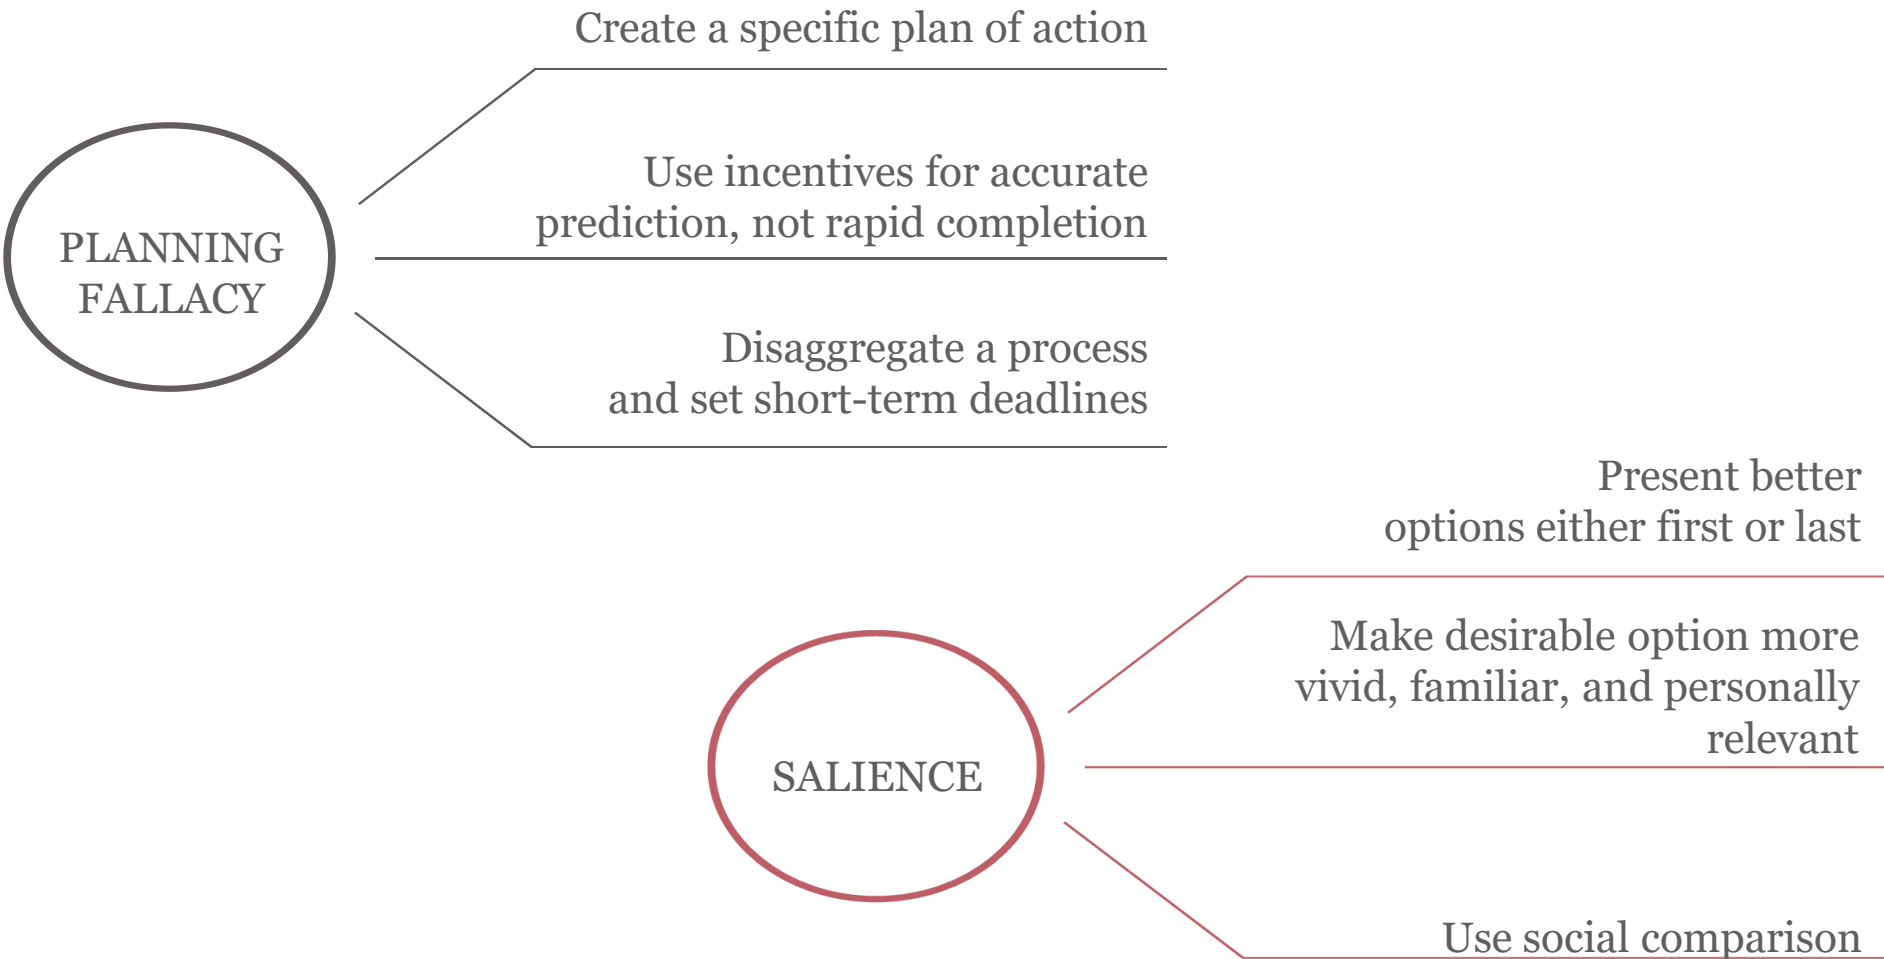 Create a specific plan of action
Use incentives for accurate
prediction, not rapid completion
PLANNING
FALLACY
Disaggregate a process
and set short-term deadlines
Present better
options either first or last
Make desirable option more
vivid, familiar, and personally
relevant
SALIENCE
Use social comparison